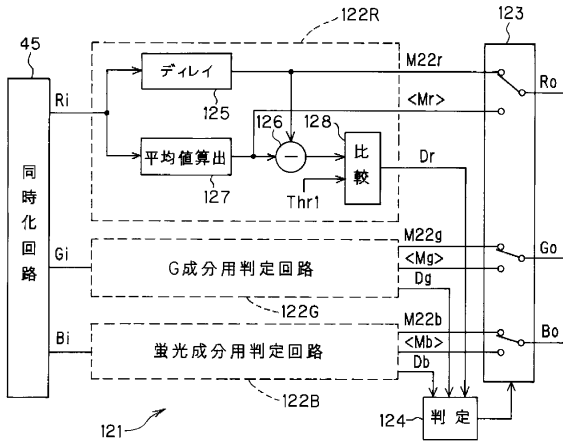 45
122R
123
Ri
ディレイ
125
M22r
Ro
<Mr>
126
128
平均値算出
127
−
比較
Dr
Thr1
同時化回路
Gi
G成分用判定回路
122G
M22g
<Mg>
Dg
Go
Bi
蛍光成分用判定回路
122B
M22b
<Mb>
Db
Bo
121
124
判定